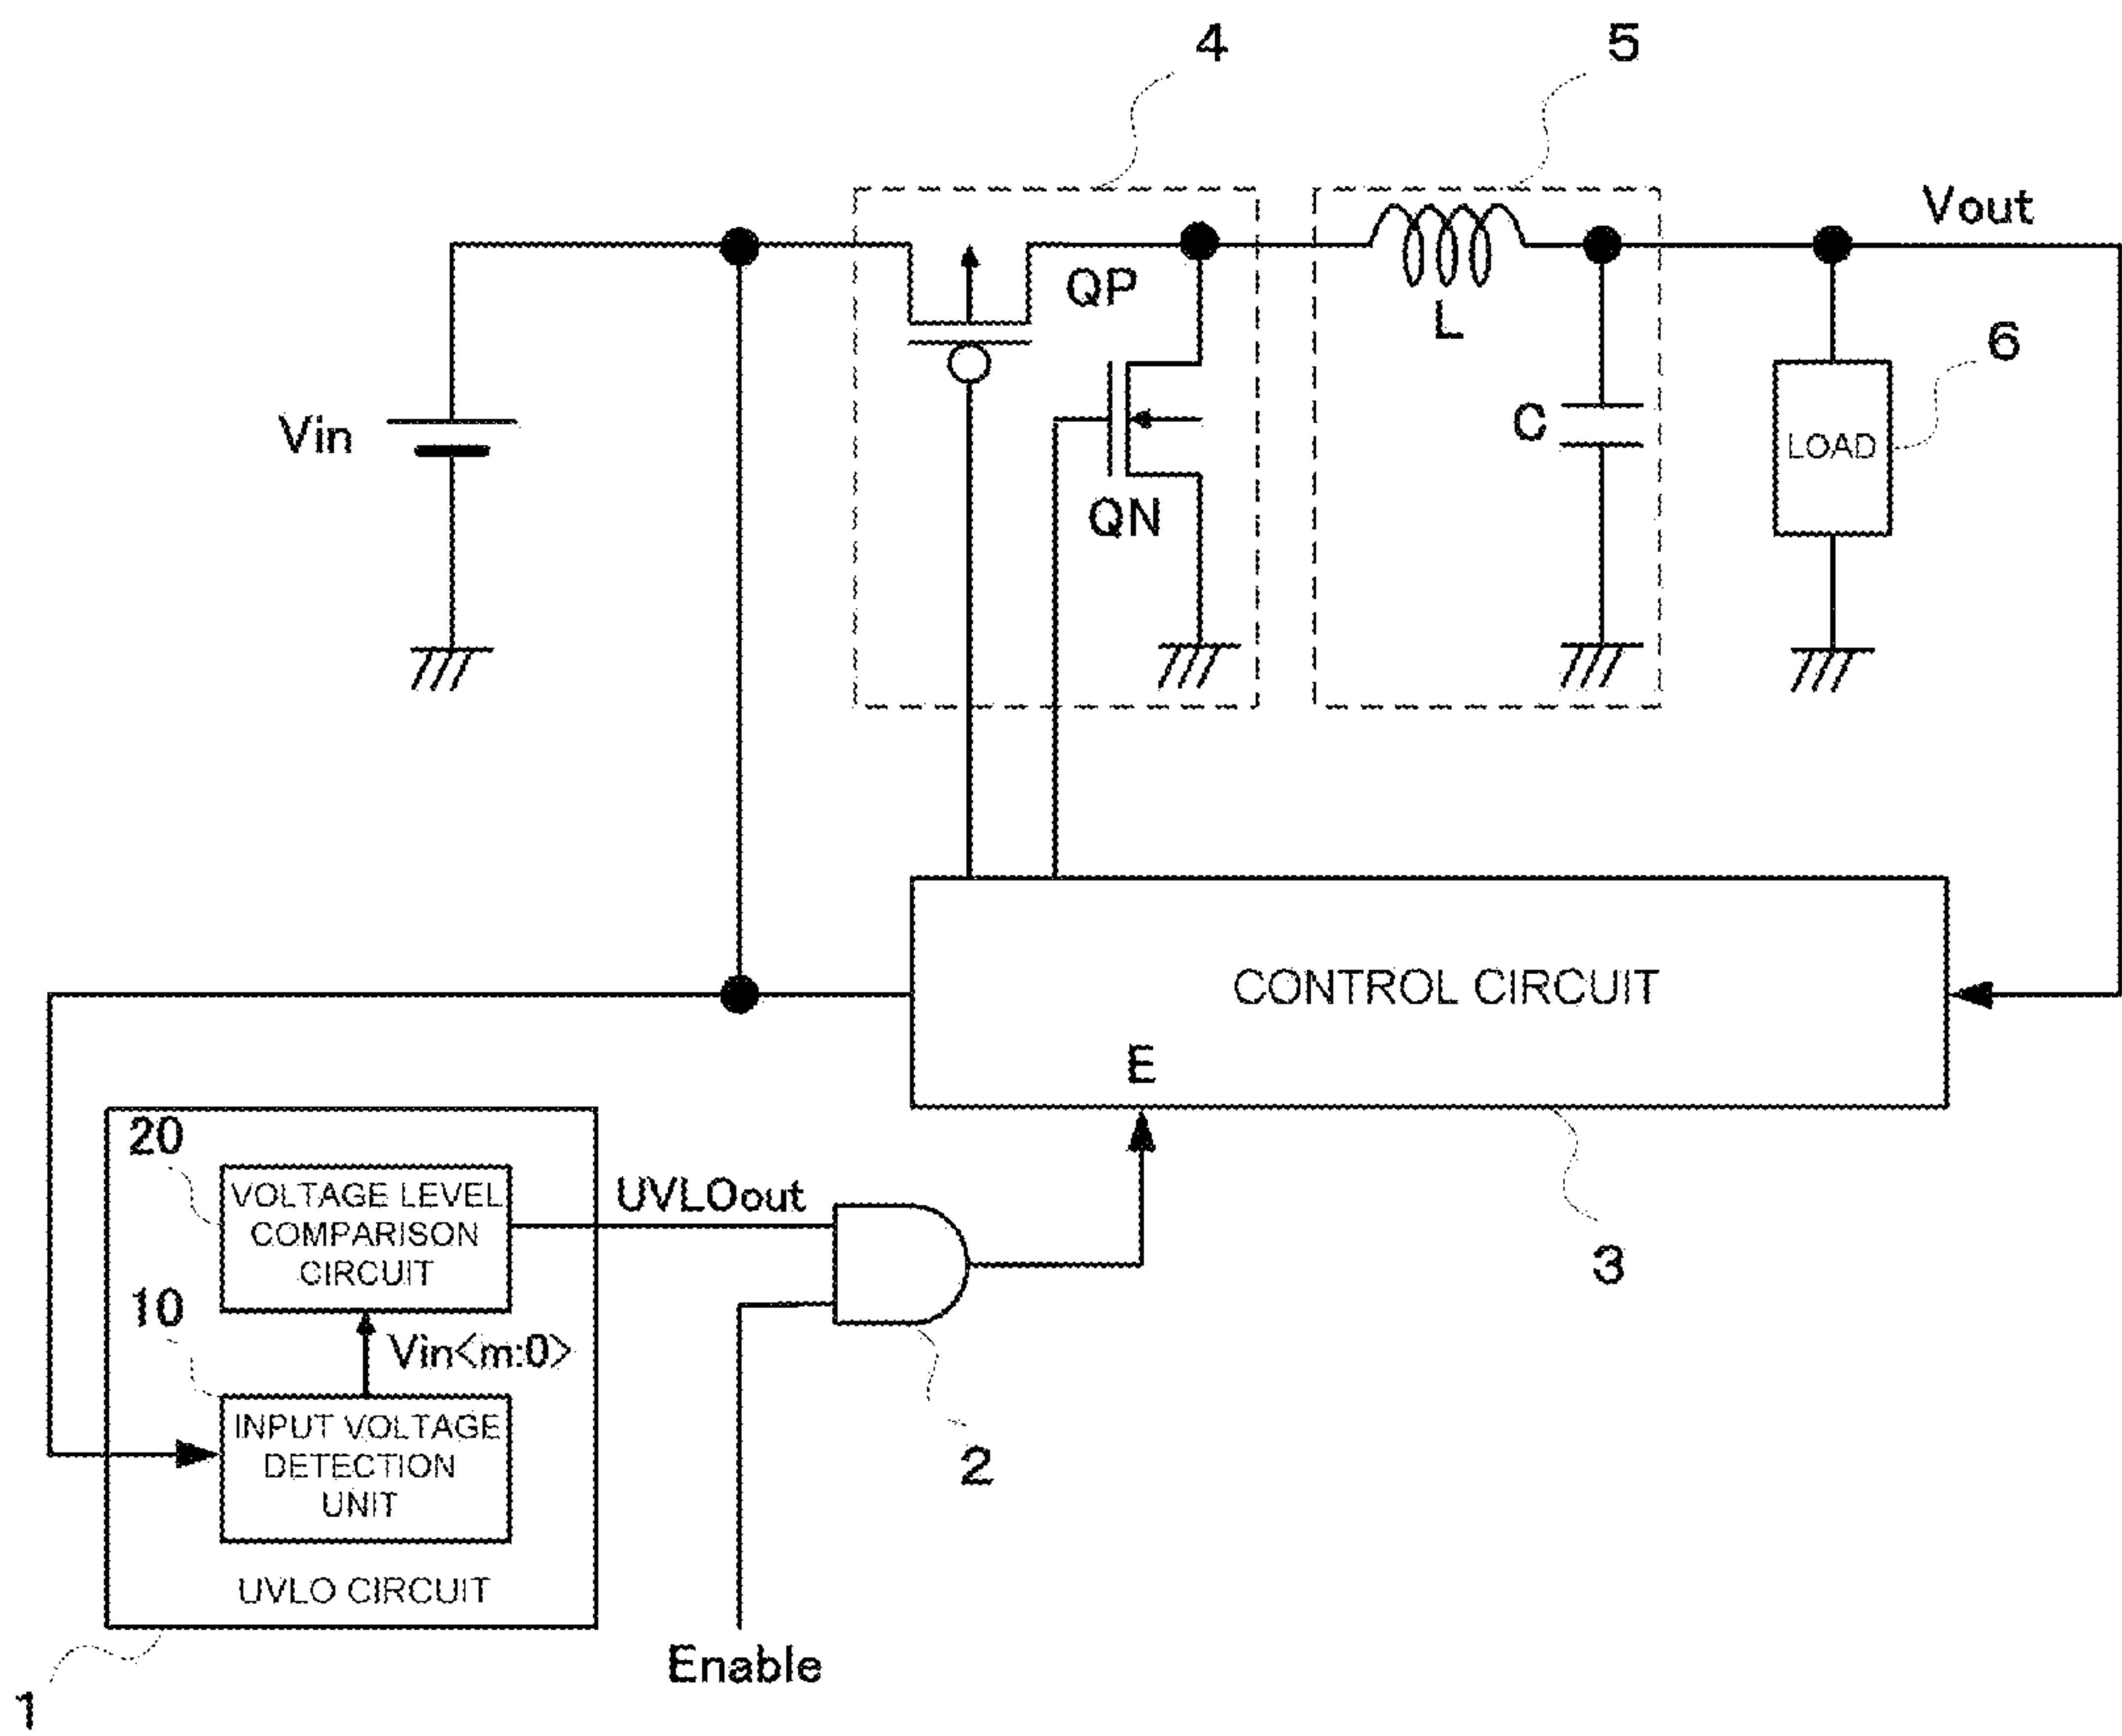 4
5
Vout
QP
L
6
Vin
C
LOAD
QN
CONTROL CIRCUIT
E
20
VOLTAGE LEVEL
COMPARISON
CIRCUIT
UVLOout
3
10
Vin<m:0>
INPUT VOLTAGE
DETECTION
UNIT
2
UVLO CIRCUIT
Enable
1